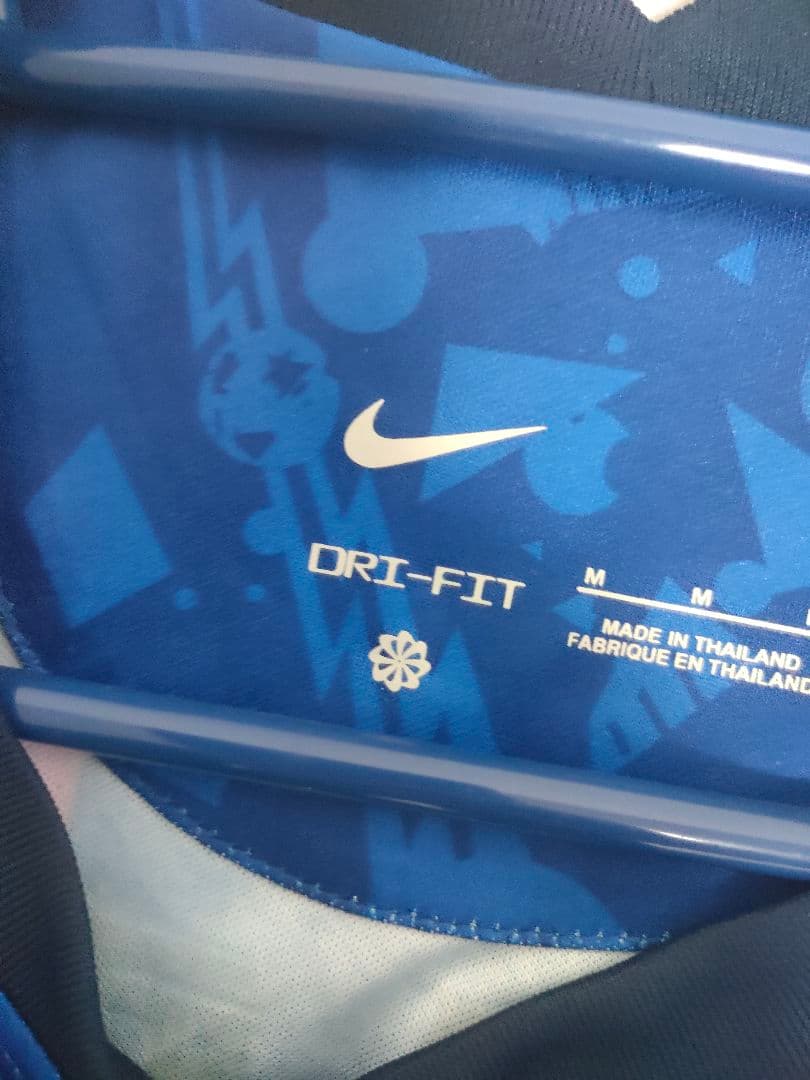 DRI-FIT
M M
MADE IN THAILAND
FABRIQUE EN THAILAND